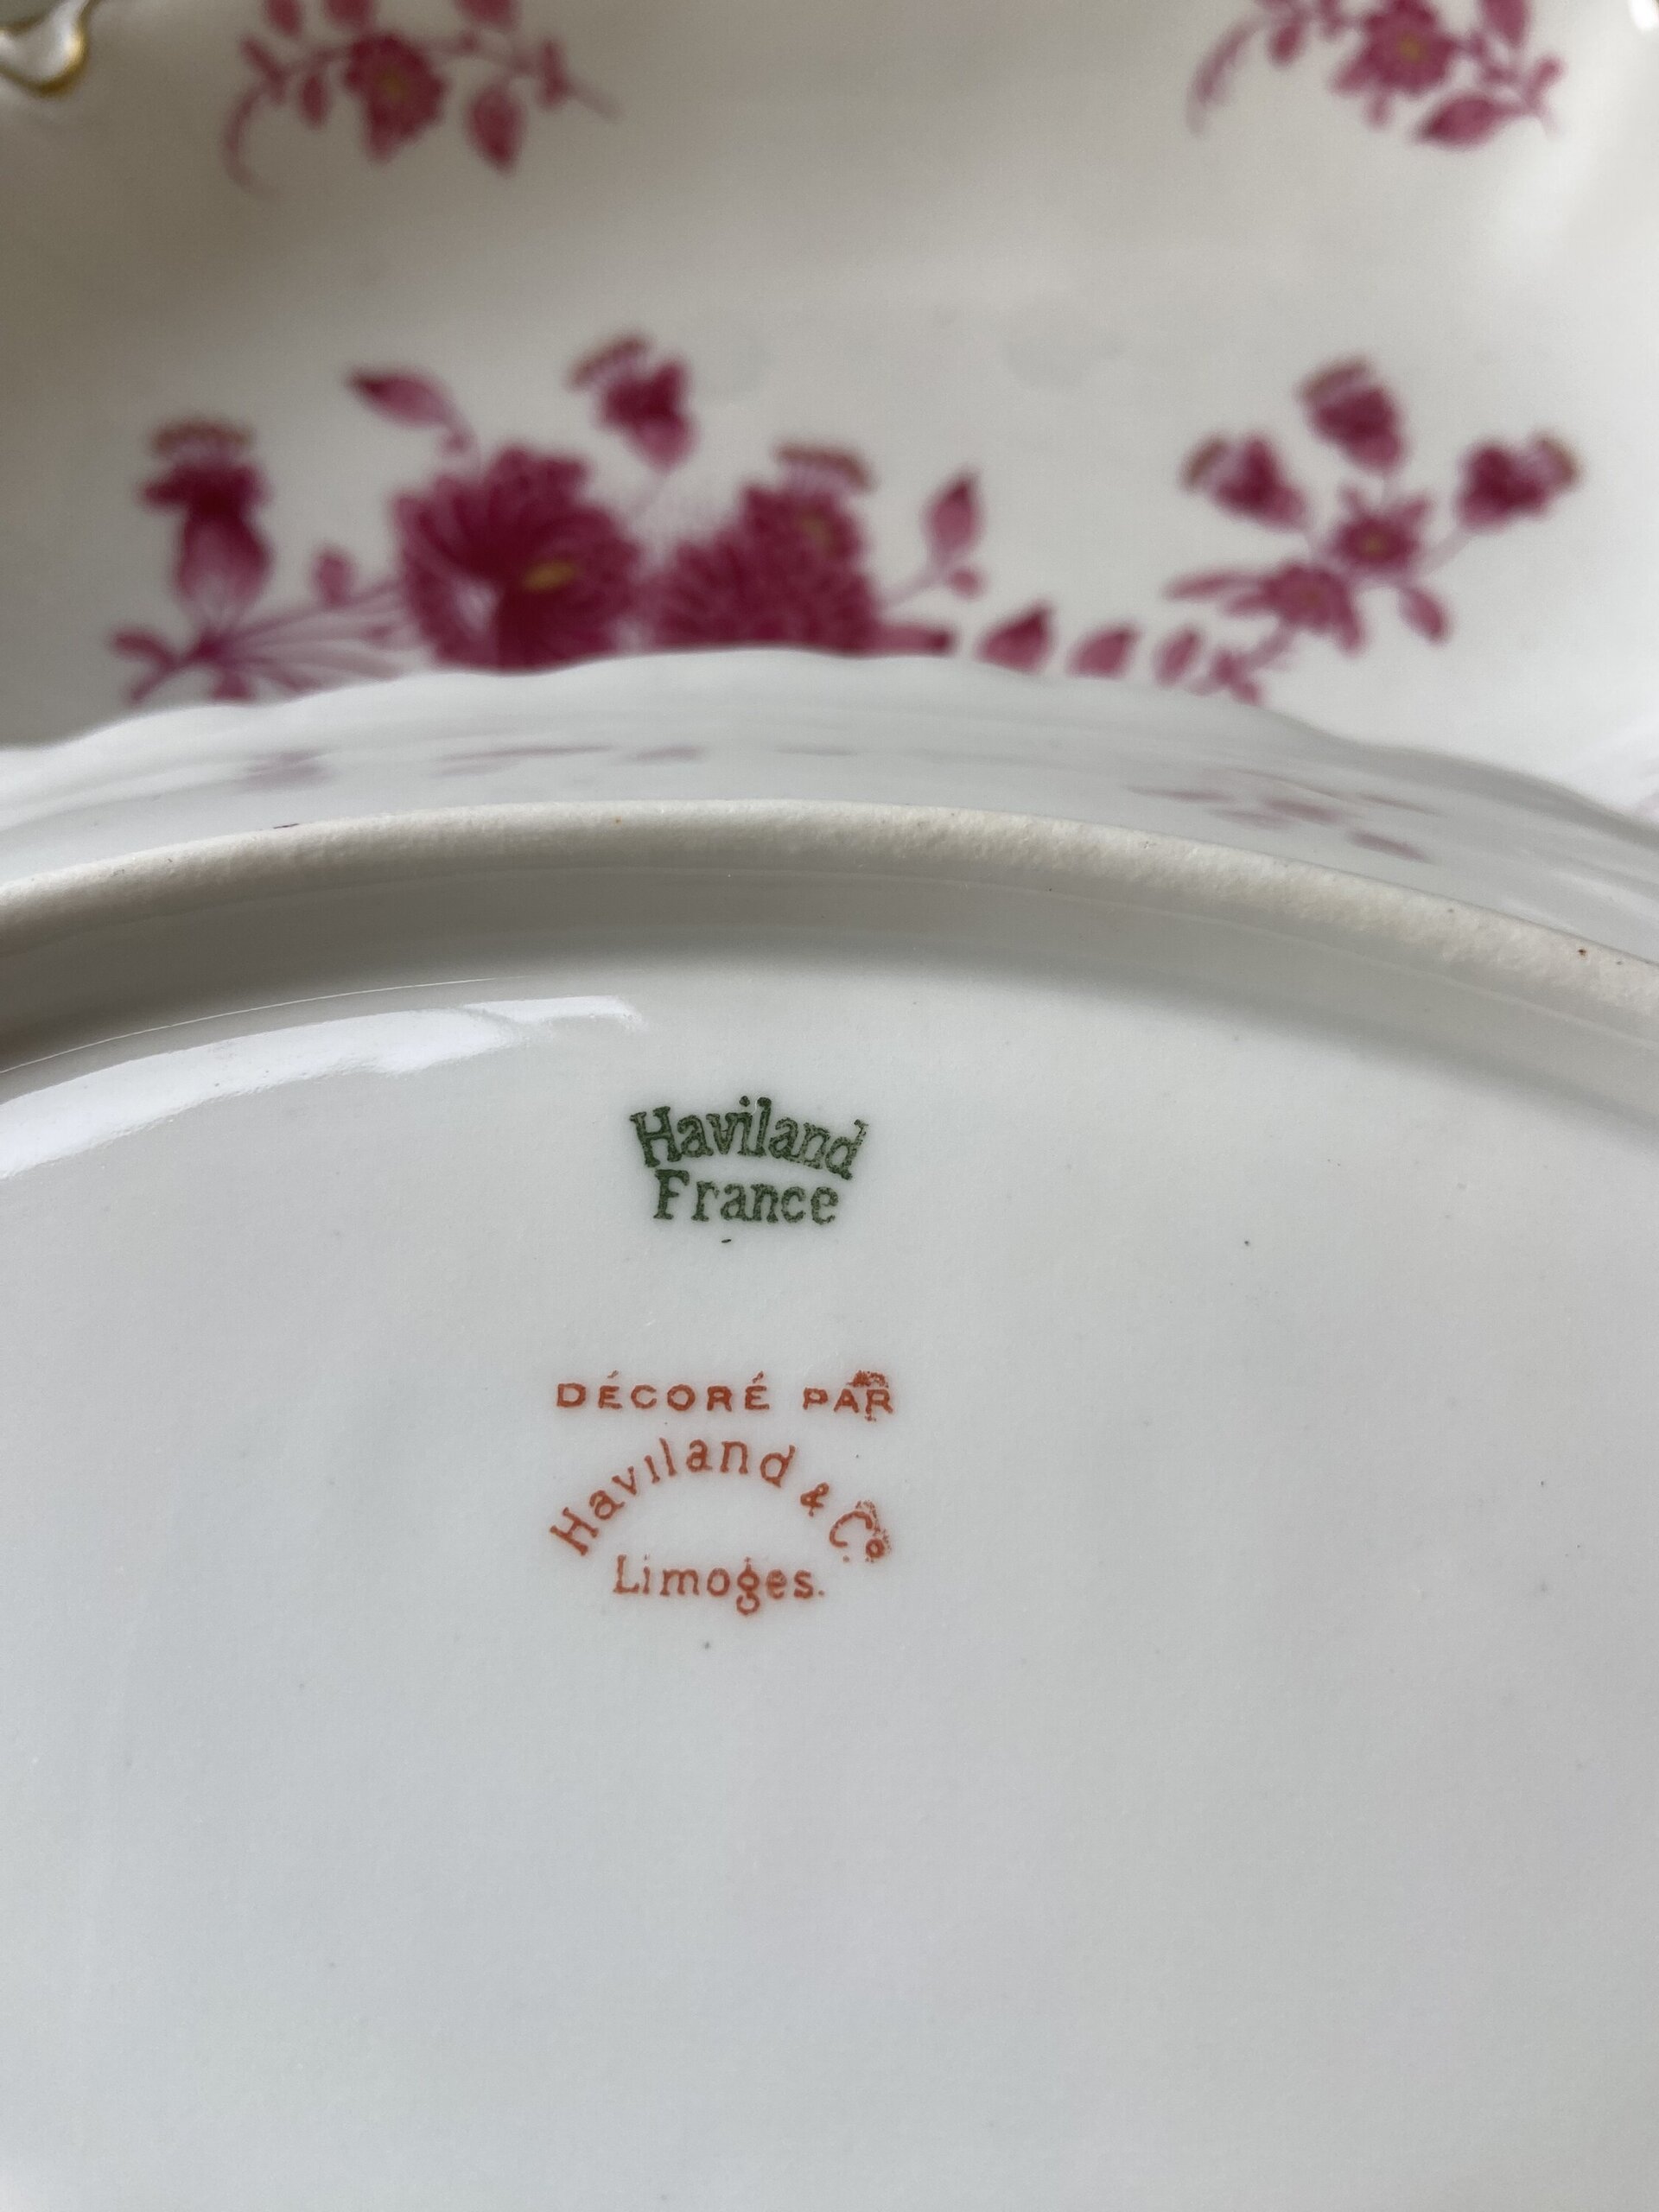 Haviland
France
DÉCORÉ PAR
Haviland & Co
Limoges.